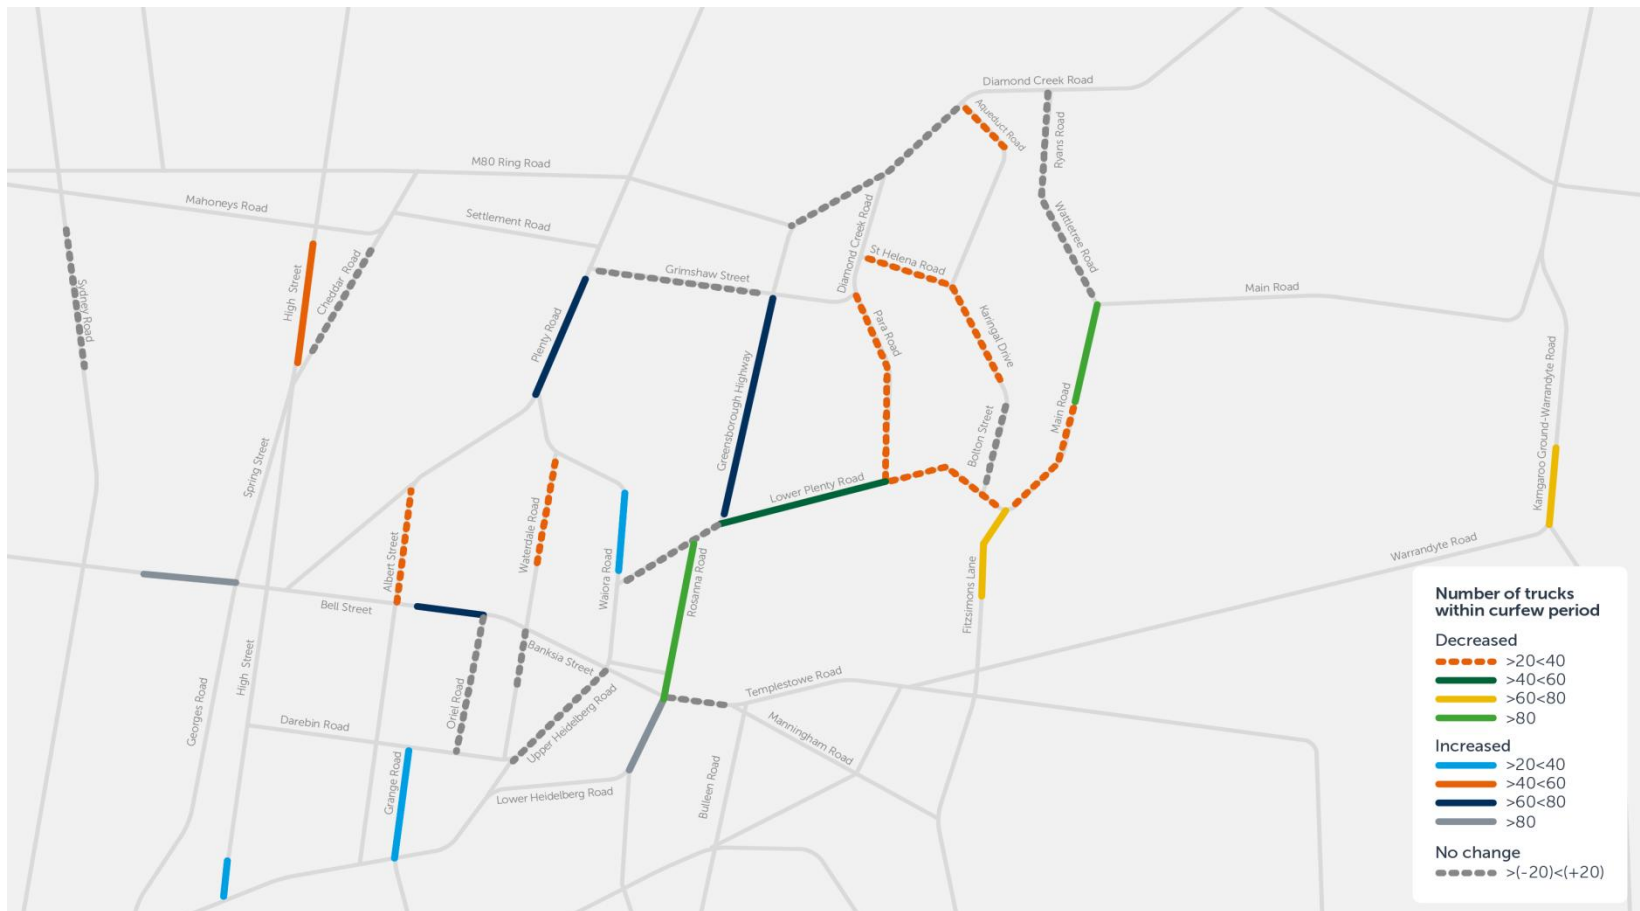 Diamond Creek Road
Aqueduct Road
Ryans Road
M80 Ring Road
Mahoneys Road
Settlement Road
Diamond Creek Road
Wattletree Road
St Helena Road
Grimshaw Street
Sydney Road
High Street
Cheddar Road
Main Road
Plenty Road
Para Road
Karingal Drive
Greensborough Highway
Main Road
Bolton Street
Karngaroo Ground-Warrandyte Road
Spring Street
Lower Plenty Road
Waterdale Road
Albert Street
Warrandyte Road
Waiora Road
Rosanna Road
Fitzsimons Lane
Bell Street
Banksia Street
High Street
Georges Road
Oriel Road
Templestowe Road
Upper Heidelberg Road
Darebin Road
Manningham Road
Grange Road
Bulleen Road
Lower Heidelberg Road
Number of trucks
within curfew period
Decreased
>20<40
>40<60
>60<80
>80
Increased
>20<40
>40<60
>60<80
>80
No change
>(-20)<(+20)